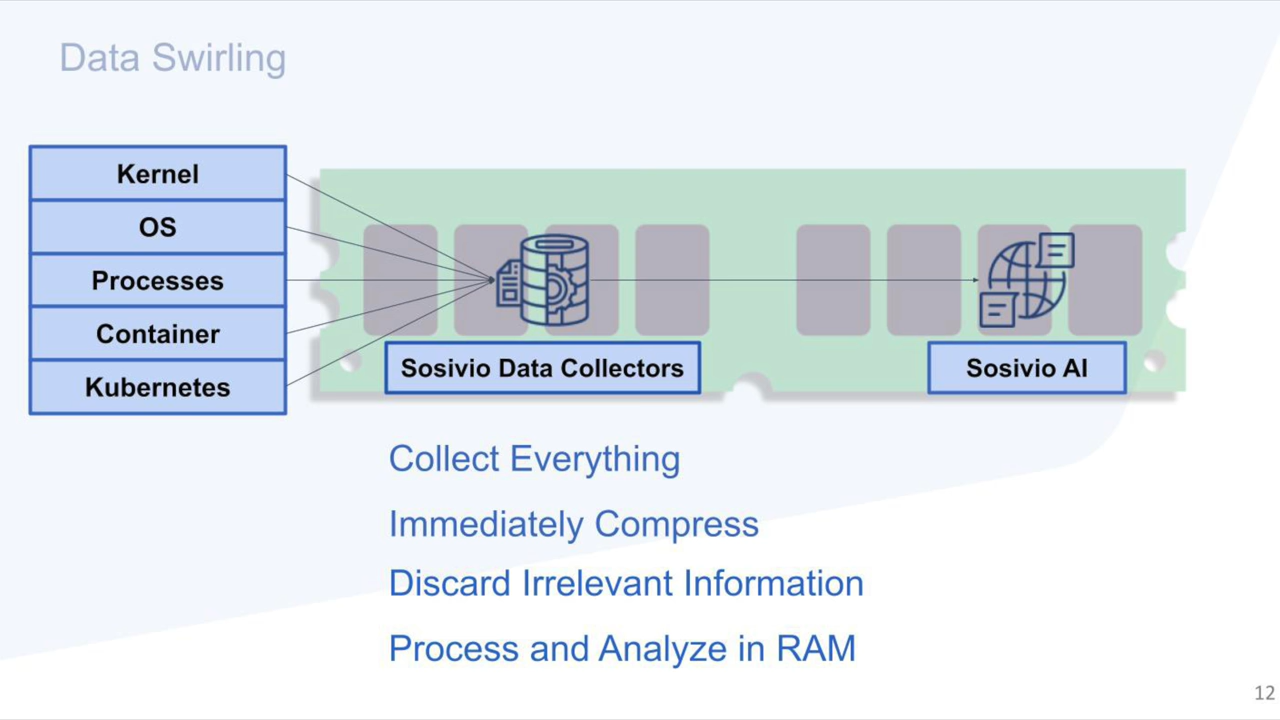 Data Swirling
Kernel
OS
Processes
Container
Kubernetes
Sosivio Data Collectors
Sosivio AI
Collect Everything
Immediately Compress
Discard Irrelevant Information
Process and Analyze in RAM
12